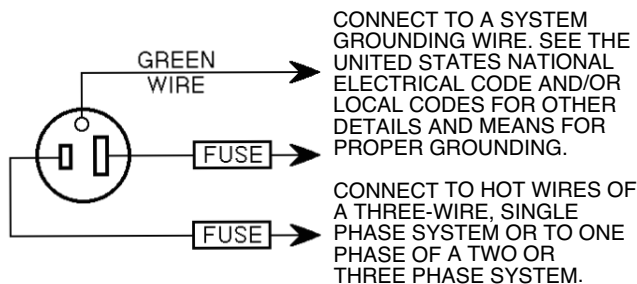 GREEN
WIRE
CONNECT TO A SYSTEM
GROUNDING WIRE. SEE THE
UNITED STATES NATIONAL
ELECTRICAL CODE AND/OR
LOCAL CODES FOR OTHER
DETAILS AND MEANS FOR
PROPER GROUNDING.
FUSE
FUSE
CONNECT TO HOT WIRES OF
A THREE-WIRE, SINGLE
PHASE SYSTEM OR TO ONE
PHASE OF A TWO OR
THREE PHASE SYSTEM.